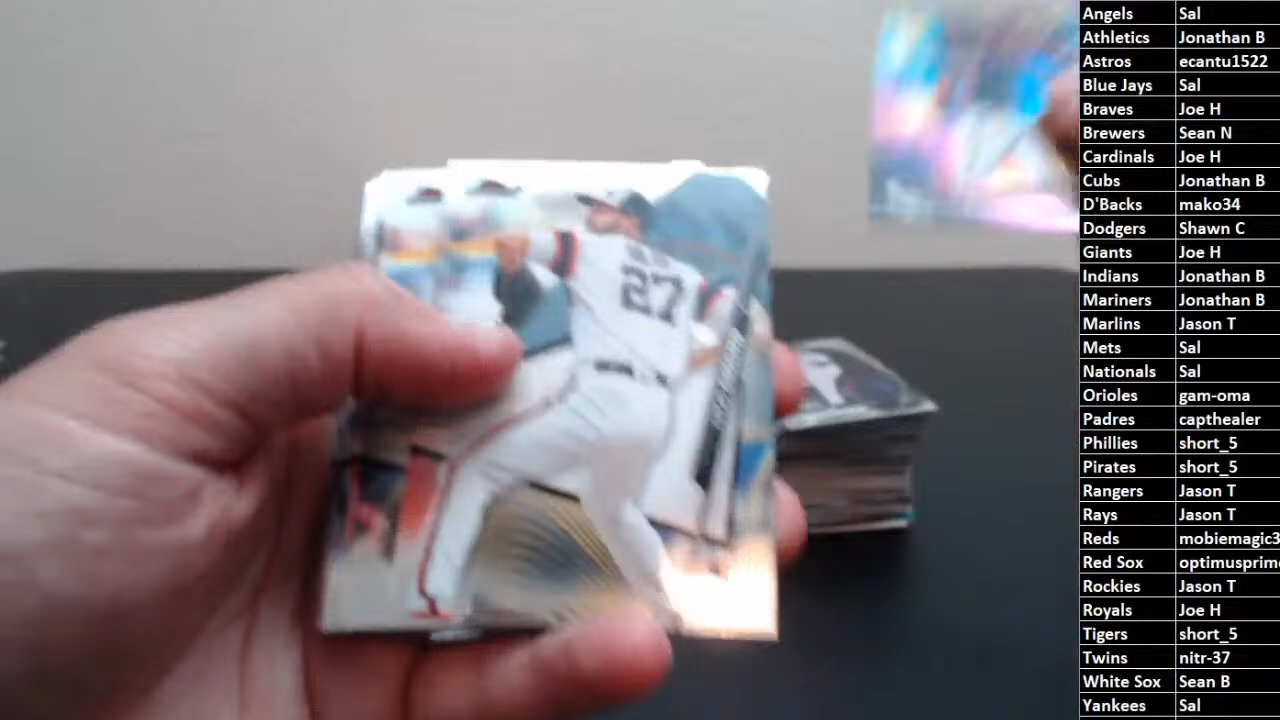 Angels Sal
Athletics Jonathan B
Astros ecantu1522
Blue Jays Sal
Braves Joe H
Brewers Sean N
Cardinals Joe H
Cubs Jonathan B
D'Backs mako34
Dodgers Shawn C
Giants Joe H
Indians Jonathan B
Mariners Jonathan B
Marlins Jason T
Mets Sal
Nationals Sal
Orioles gam-oma
Padres capthealer
Phillies short_5
Pirates short_5
Rangers Jason T
Rays Jason T
Reds mobiemagic3
Red Sox optimusprime
Rockies Jason T
Royals Joe H
Tigers short_5
Twins nitr-37
White Sox Sean B
Yankees Sal
27